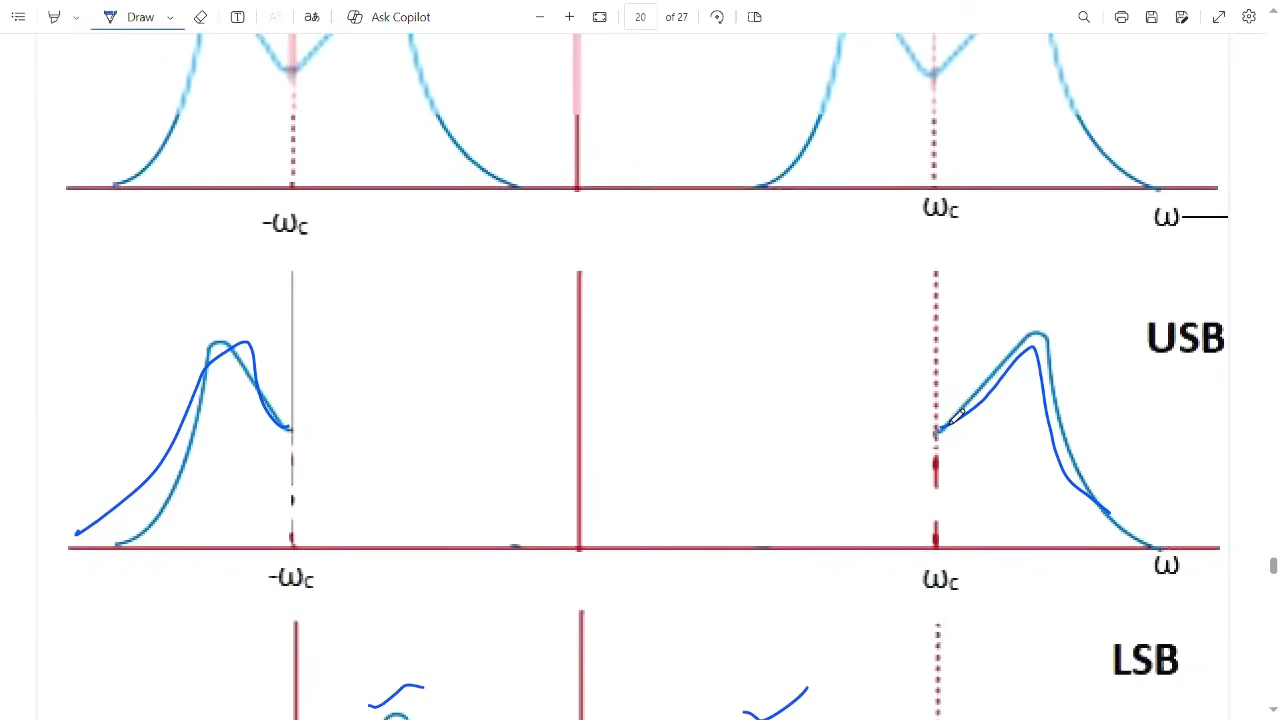 Draw
Ask Copilot
20 of 27
-ωc
ωc
ω
USB
-ωc
ωc
ω
LSB